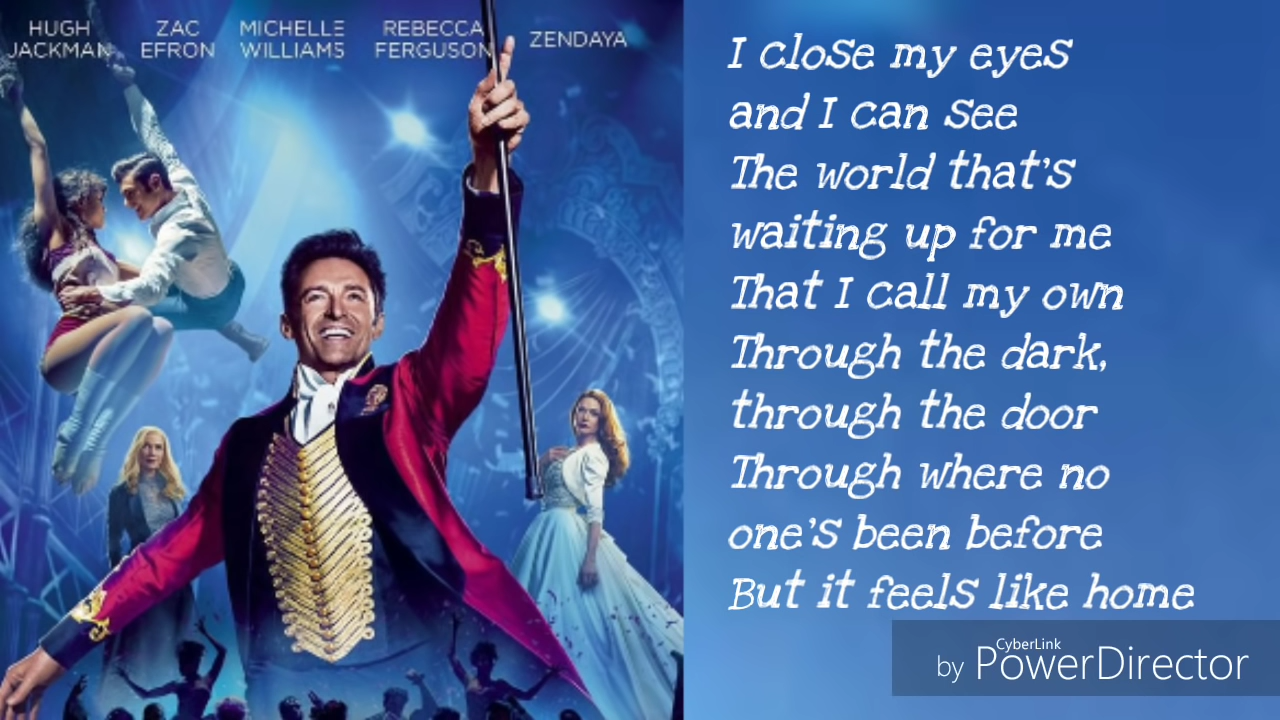 HUGH
JACKMAN
ZAC
EFRON
MICHELLE
WILLIAMS
REBECCA
FERGUSON
ZENDAYA
I close my eyes
and I can see
The world that's
waiting up for me
That I call my own
Through the dark,
through the door
Through where no
one's been before
But it feels like home
CyberLink
by PowerDirector